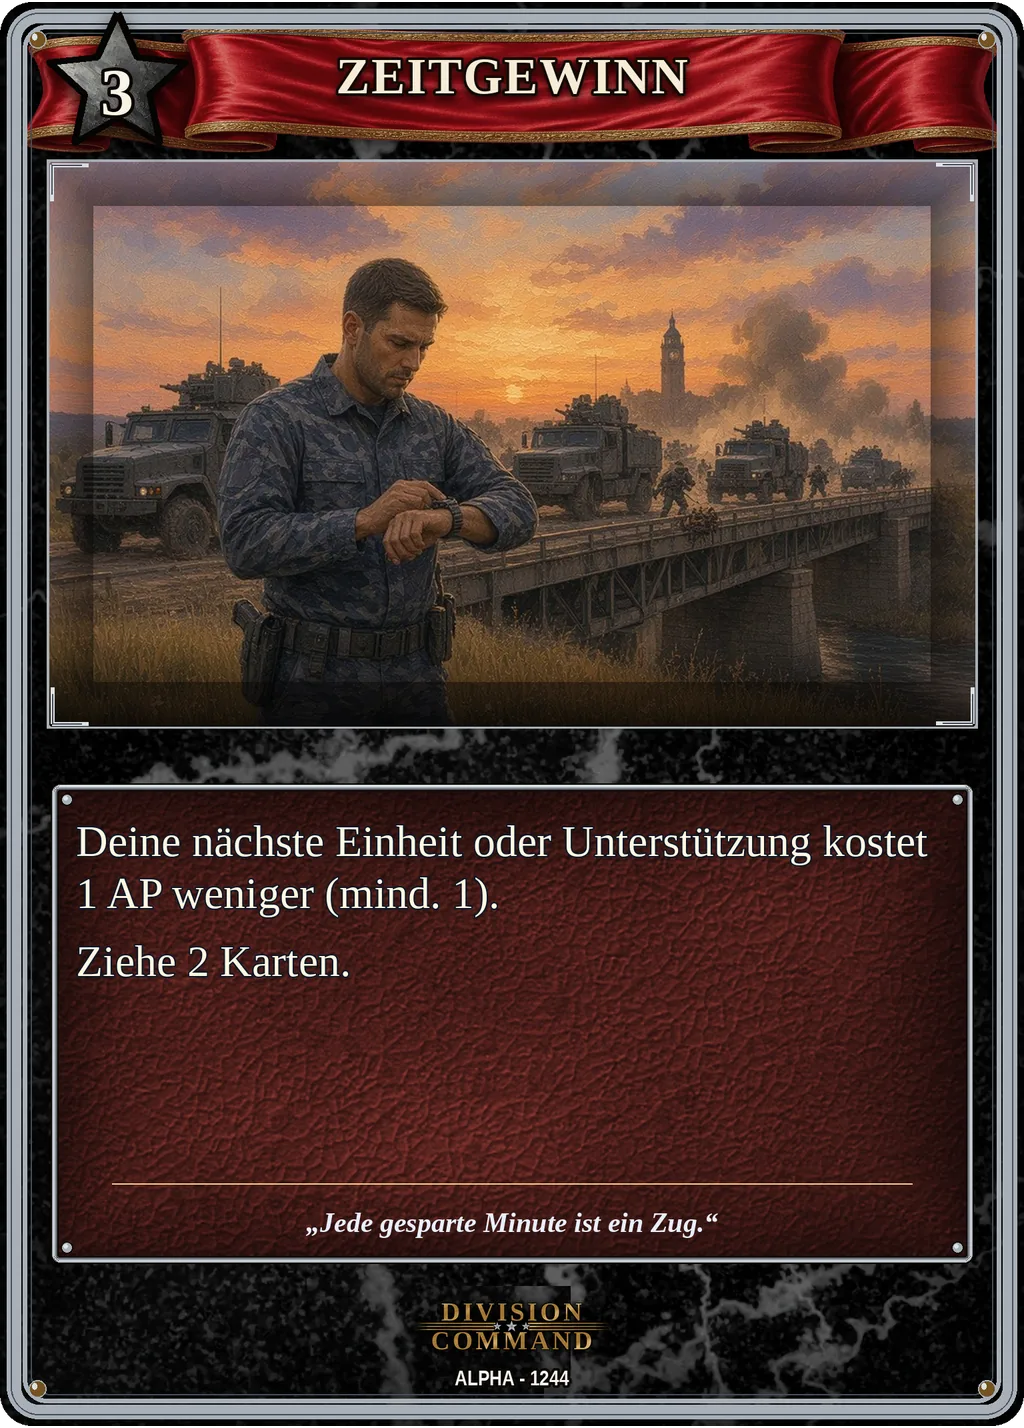 3
ZEITGEWINN
Deine nächste Einheit oder Unterstützung kostet
1 AP weniger (mind. 1).
Ziehe 2 Karten.
„Jede gesparte Minute ist ein Zug.“
DIVISION
COMMAND
ALPHA - 1244